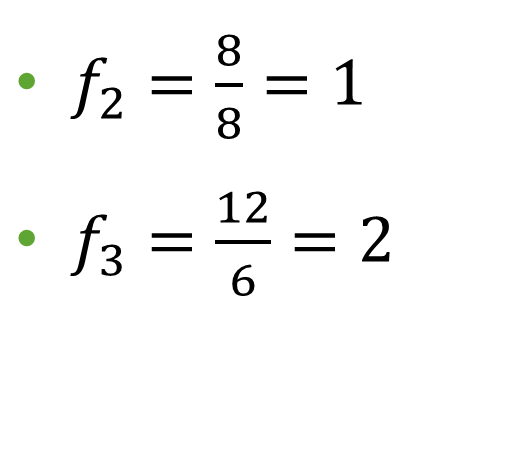 • f₂ = 8/8 = 1
• f₃ = 12/6 = 2